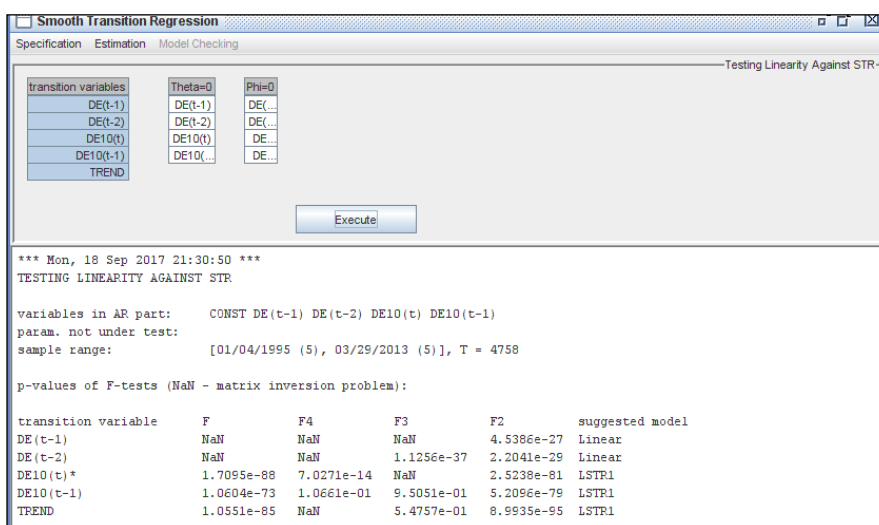 Smooth Transition Regression
Specification Estimation Model Checking
Testing Linearity Against STR
transition variables Theta=0 Phi=0
DE(t-1) DE(t-1) DE(...
DE(t-2) DE(t-2) DE(...
DE10(t) DE10(t) DE...
DE10(t-1) DE10(... DE...
TREND
Execute
*** Mon, 18 Sep 2017 21:30:50 ***
TESTING LINEARITY AGAINST STR
variables in AR part: CONST DE(t-1) DE(t-2) DE10(t) DE10(t-1)
param. not under test:
sample range: [01/04/1995 (5), 03/29/2013 (5)], T = 4758
p-values of F-tests (NaN - matrix inversion problem):
transition variable F F4 F3 F2 suggested model
DE(t-1) NaN NaN NaN 4.5386e-27 Linear
DE(t-2) NaN NaN 1.1256e-37 2.2041e-29 Linear
DE10(t)* 1.7095e-88 7.0271e-14 NaN 2.5238e-81 LSTR1
DE10(t-1) 1.0604e-73 1.0661e-01 9.5051e-01 5.2096e-79 LSTR1
TREND 1.0551e-85 NaN 5.4757e-01 8.9935e-95 LSTR1